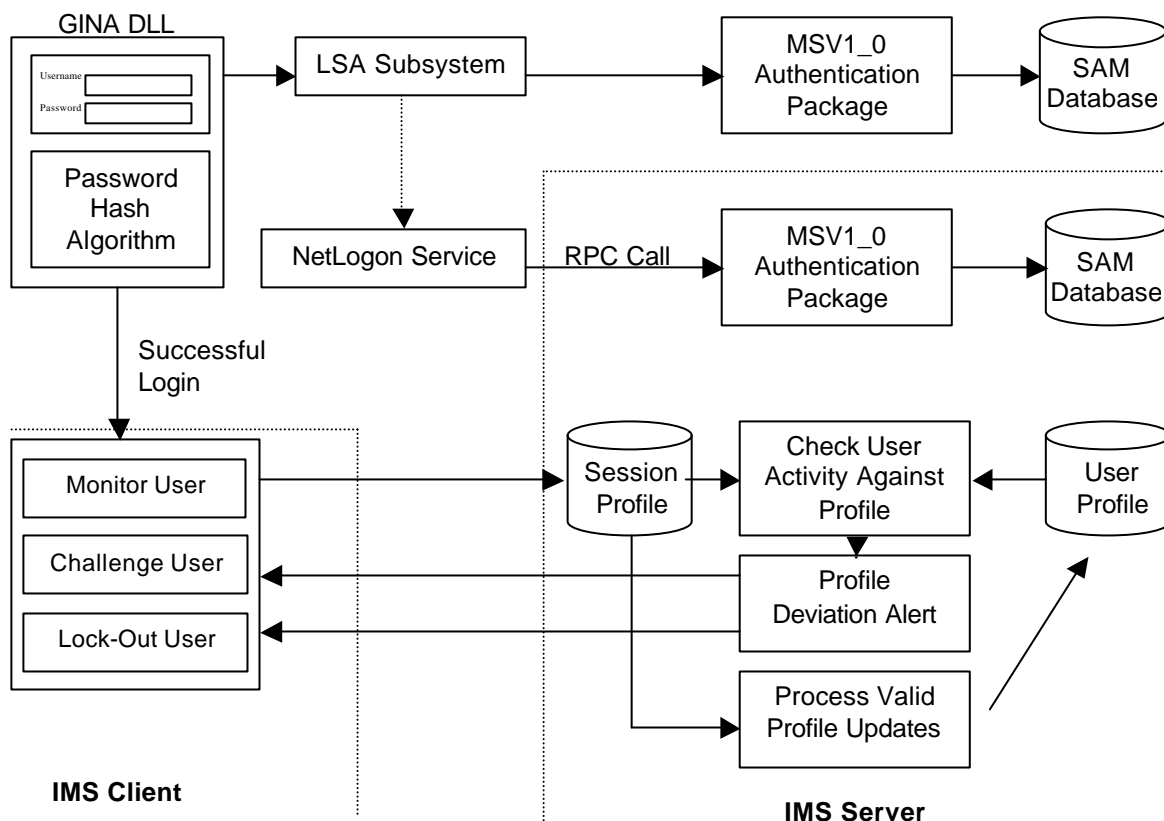 GINA DLL
Username
Password
Password
Hash
Algorithm
LSA Subsystem
MSV1_0
Authentication
Package
SAM
Database
NetLogon Service
RPC Call
MSV1_0
Authentication
Package
SAM
Database
Successful
Login
Monitor User
Challenge User
Lock-Out User
Session
Profile
Check User
Activity Against
Profile
User
Profile
Profile
Deviation Alert
Process Valid
Profile Updates
IMS Client
IMS Server